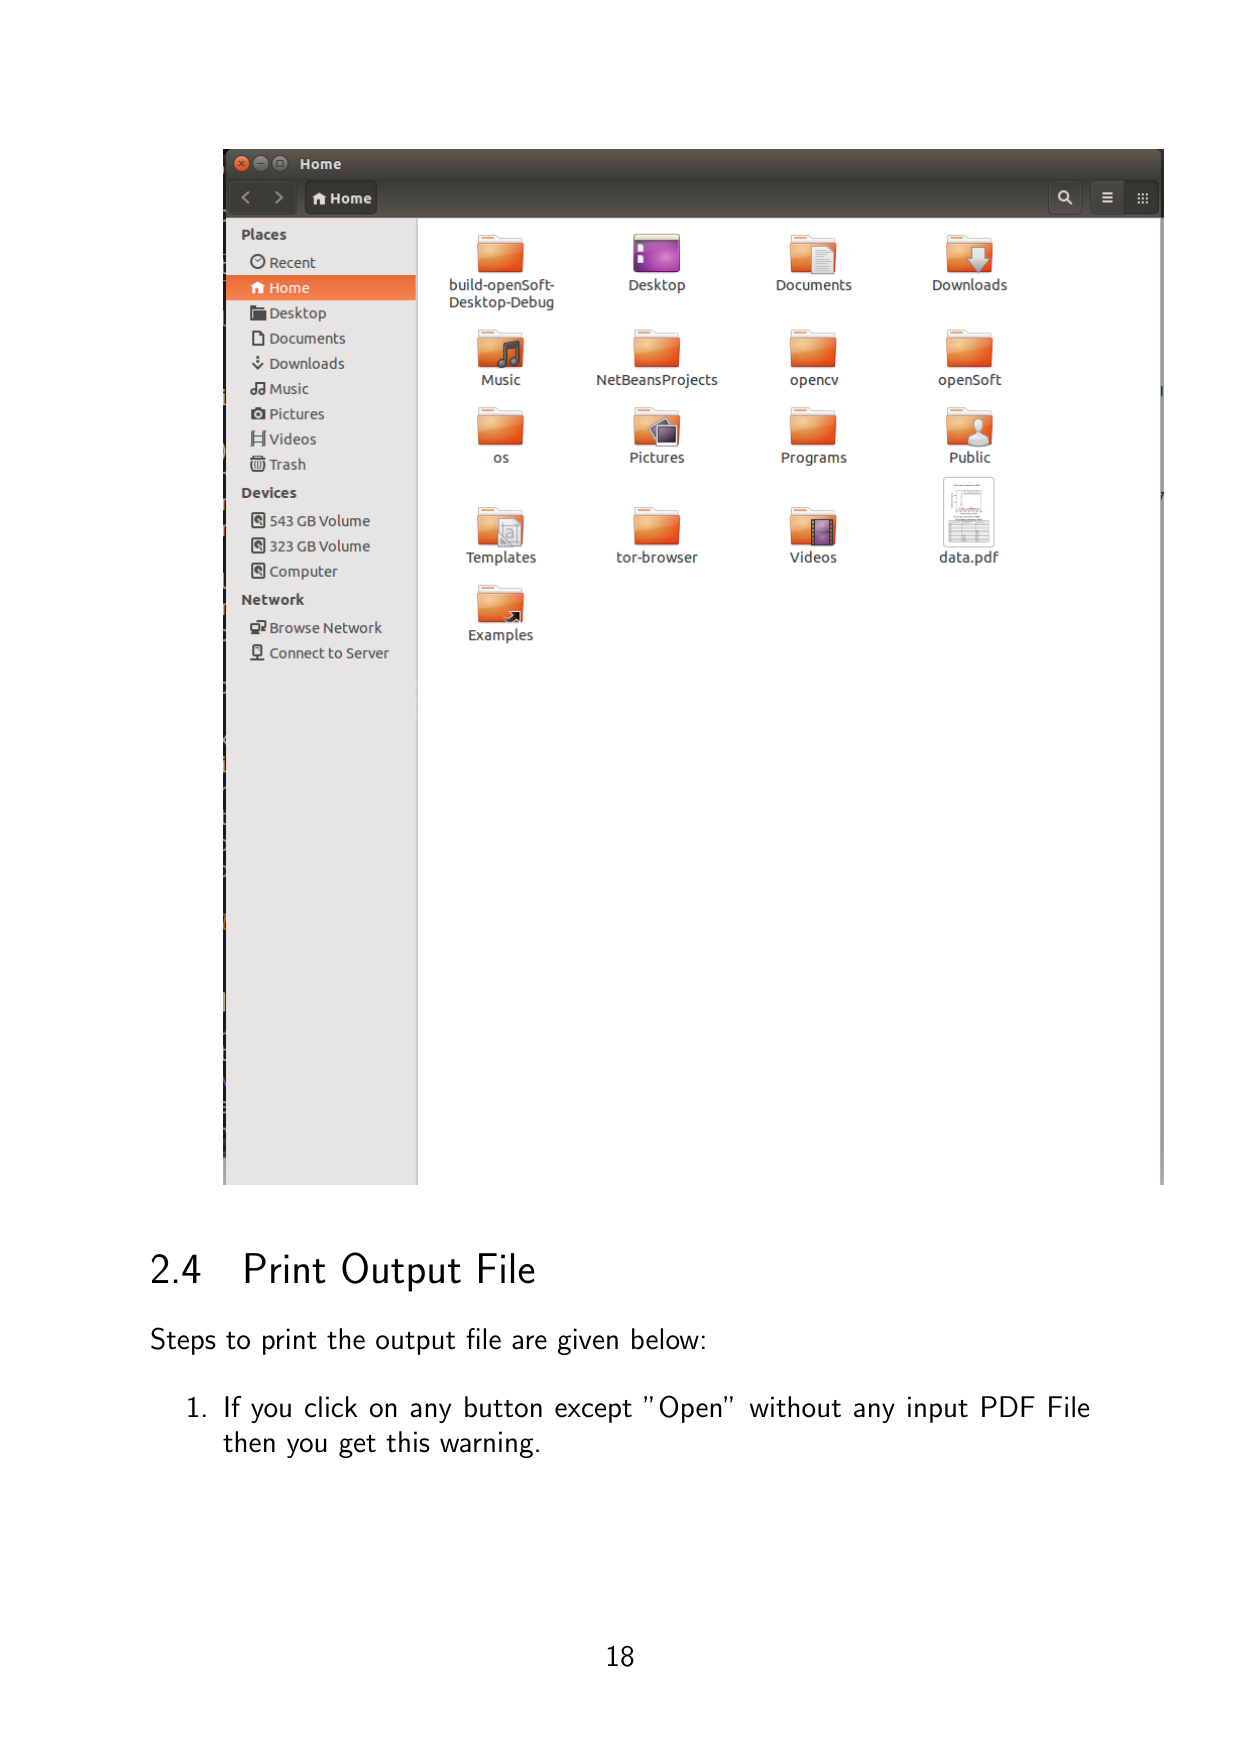 Home
Home
Places
Recent
Home
Desktop
Documents
Downloads
Music
Pictures
Videos
Trash
Devices
543 GB Volume
323 GB Volume
Computer
Network
Browse Network
Connect to Server
build-openSoft-
Desktop-Debug
Desktop
Documents
Downloads
Music
NetBeansProjects
opencv
openSoft
os
Pictures
Programs
Public
Templates
tor-browser
Videos
data.pdf
Examples
2.4 Print Output File
Steps to print the output file are given below:
1. If you click on any button except ”Open” without any input PDF File
then you get this warning.
18